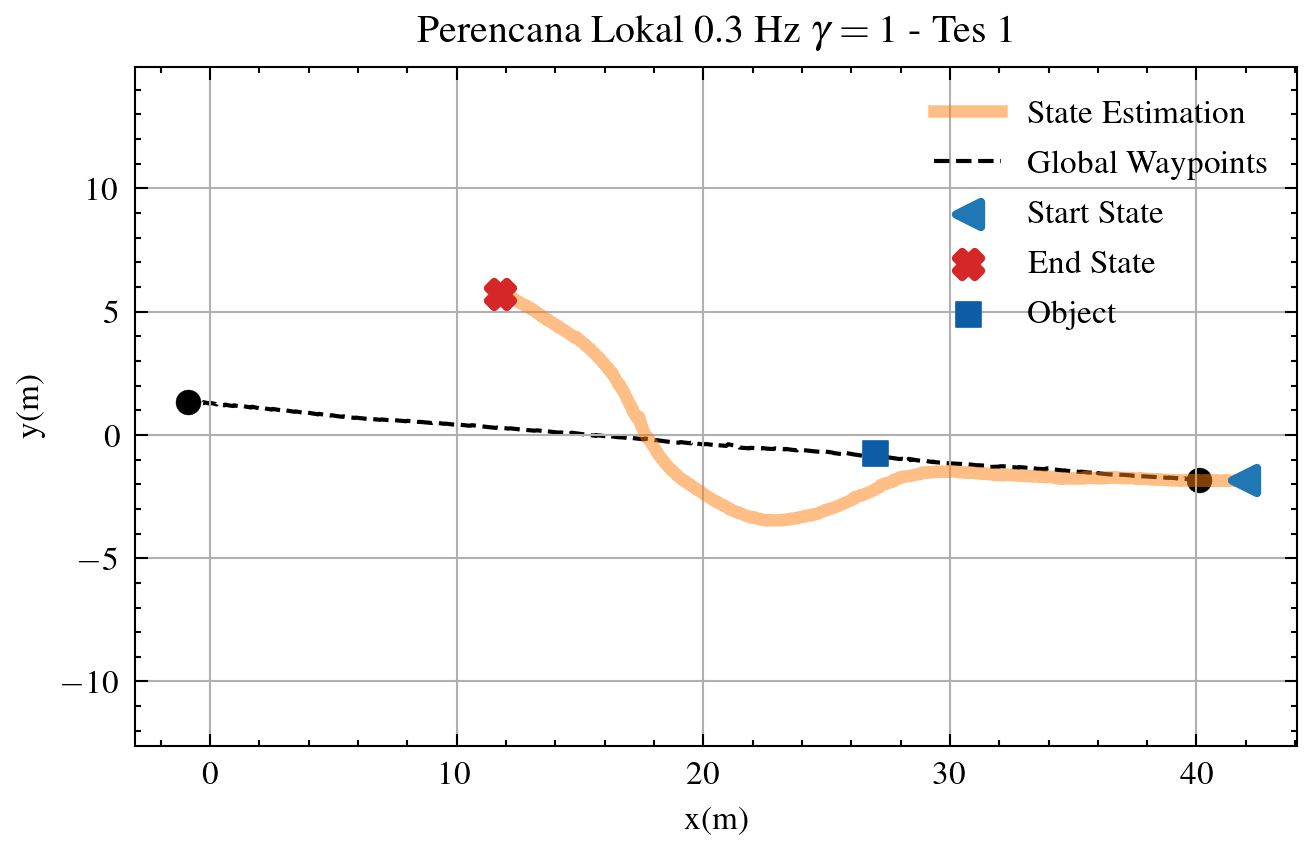 Perencana Lokal 0.3 Hz γ = 1 - Tes 1
State Estimation
Global Waypoints
Start State
End State
Object
10
5
0
−5
−10
y(m)
0 10 20 30 40
x(m)